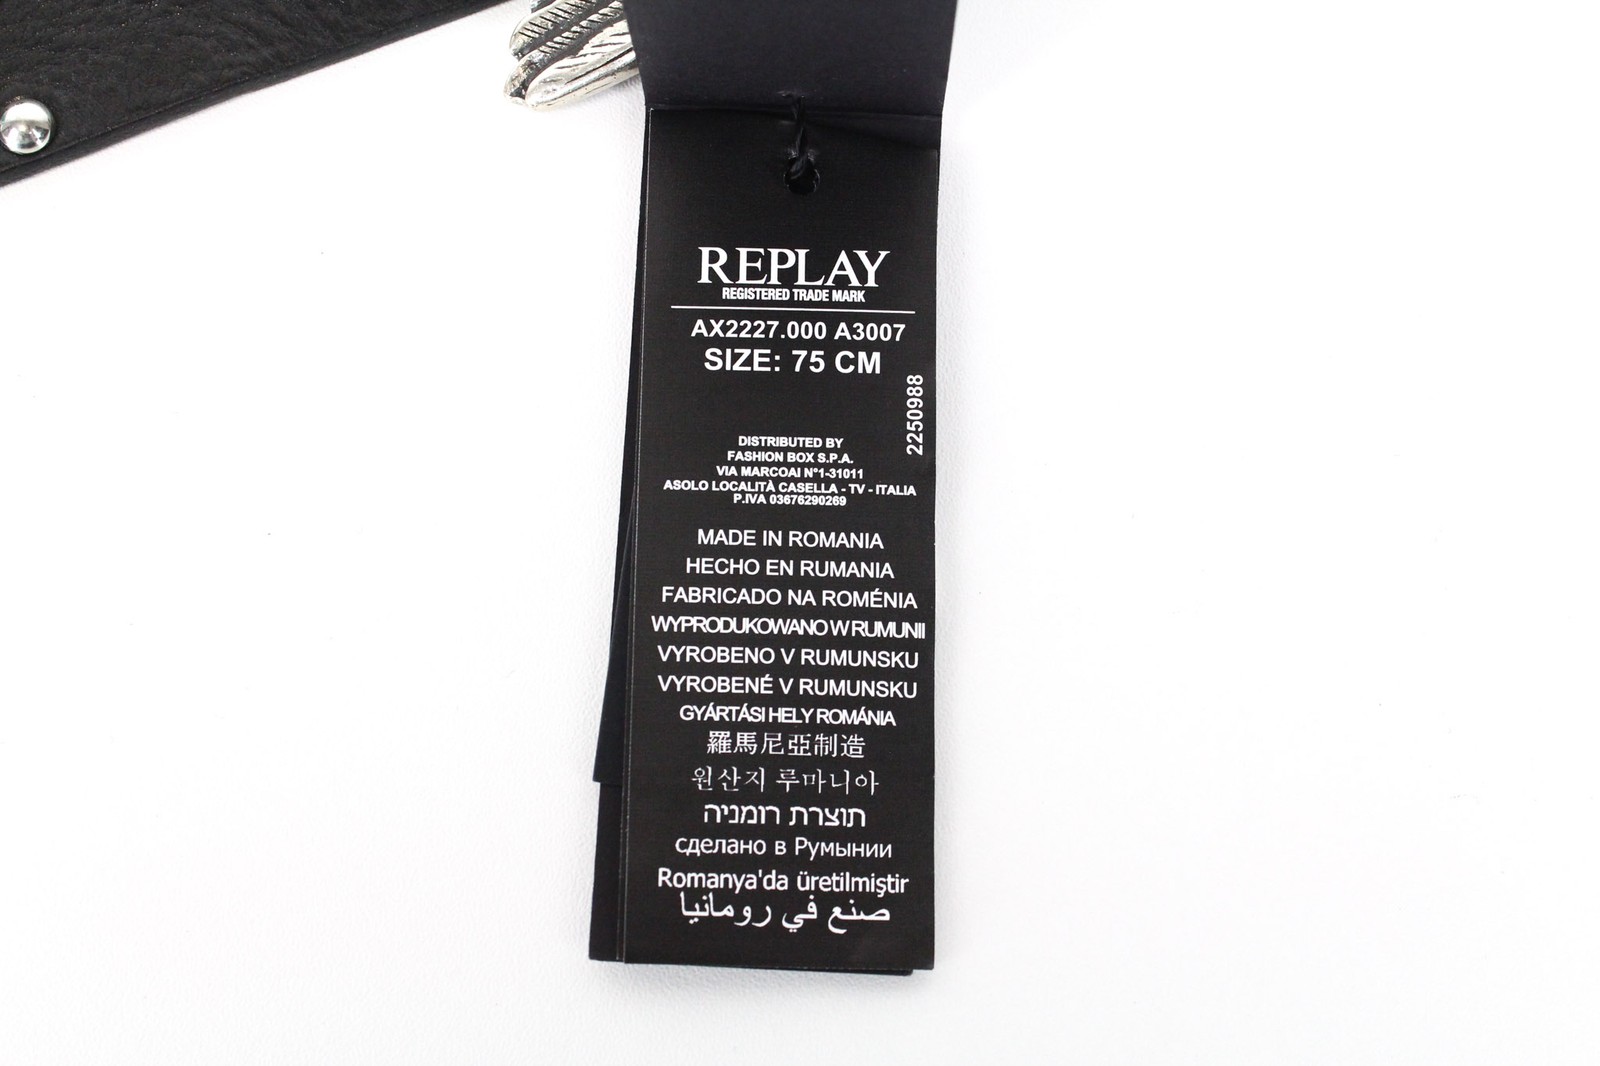 REPLAY
REGISTERED TRADE MARK
AX2227.000 A3007
SIZE: 75 CM
2250988
DISTRIBUTED BY
FASHION BOX S.P.A.
VIA MARCOAI N°1-31011
ASOLO LOCALITÀ CASELLA - TV - ITALIA
P.IVA 03676290269
MADE IN ROMANIA
HECHO EN RUMANIA
FABRICADO NA ROMÉNIA
WYPRODUKOWANO W RUMUNII
VYROBENO V RUMUNSKU
VYROBENÉ V RUMUNSKU
GYÁRTÁSI HELY ROMÁNIA
羅馬尼亞制造
원산지 루마니아
תוצרת רומניה
сделано в Румынии
Romanya'da üretilmiştir
صنع في رومانيا